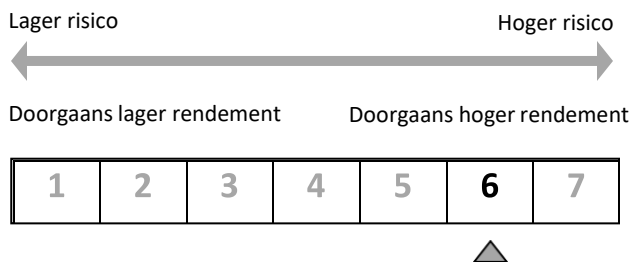 Lager risico Hoger risico
Doorgaans lager rendement Doorgaans hoger rendement
1 2 3 4 5 6 7